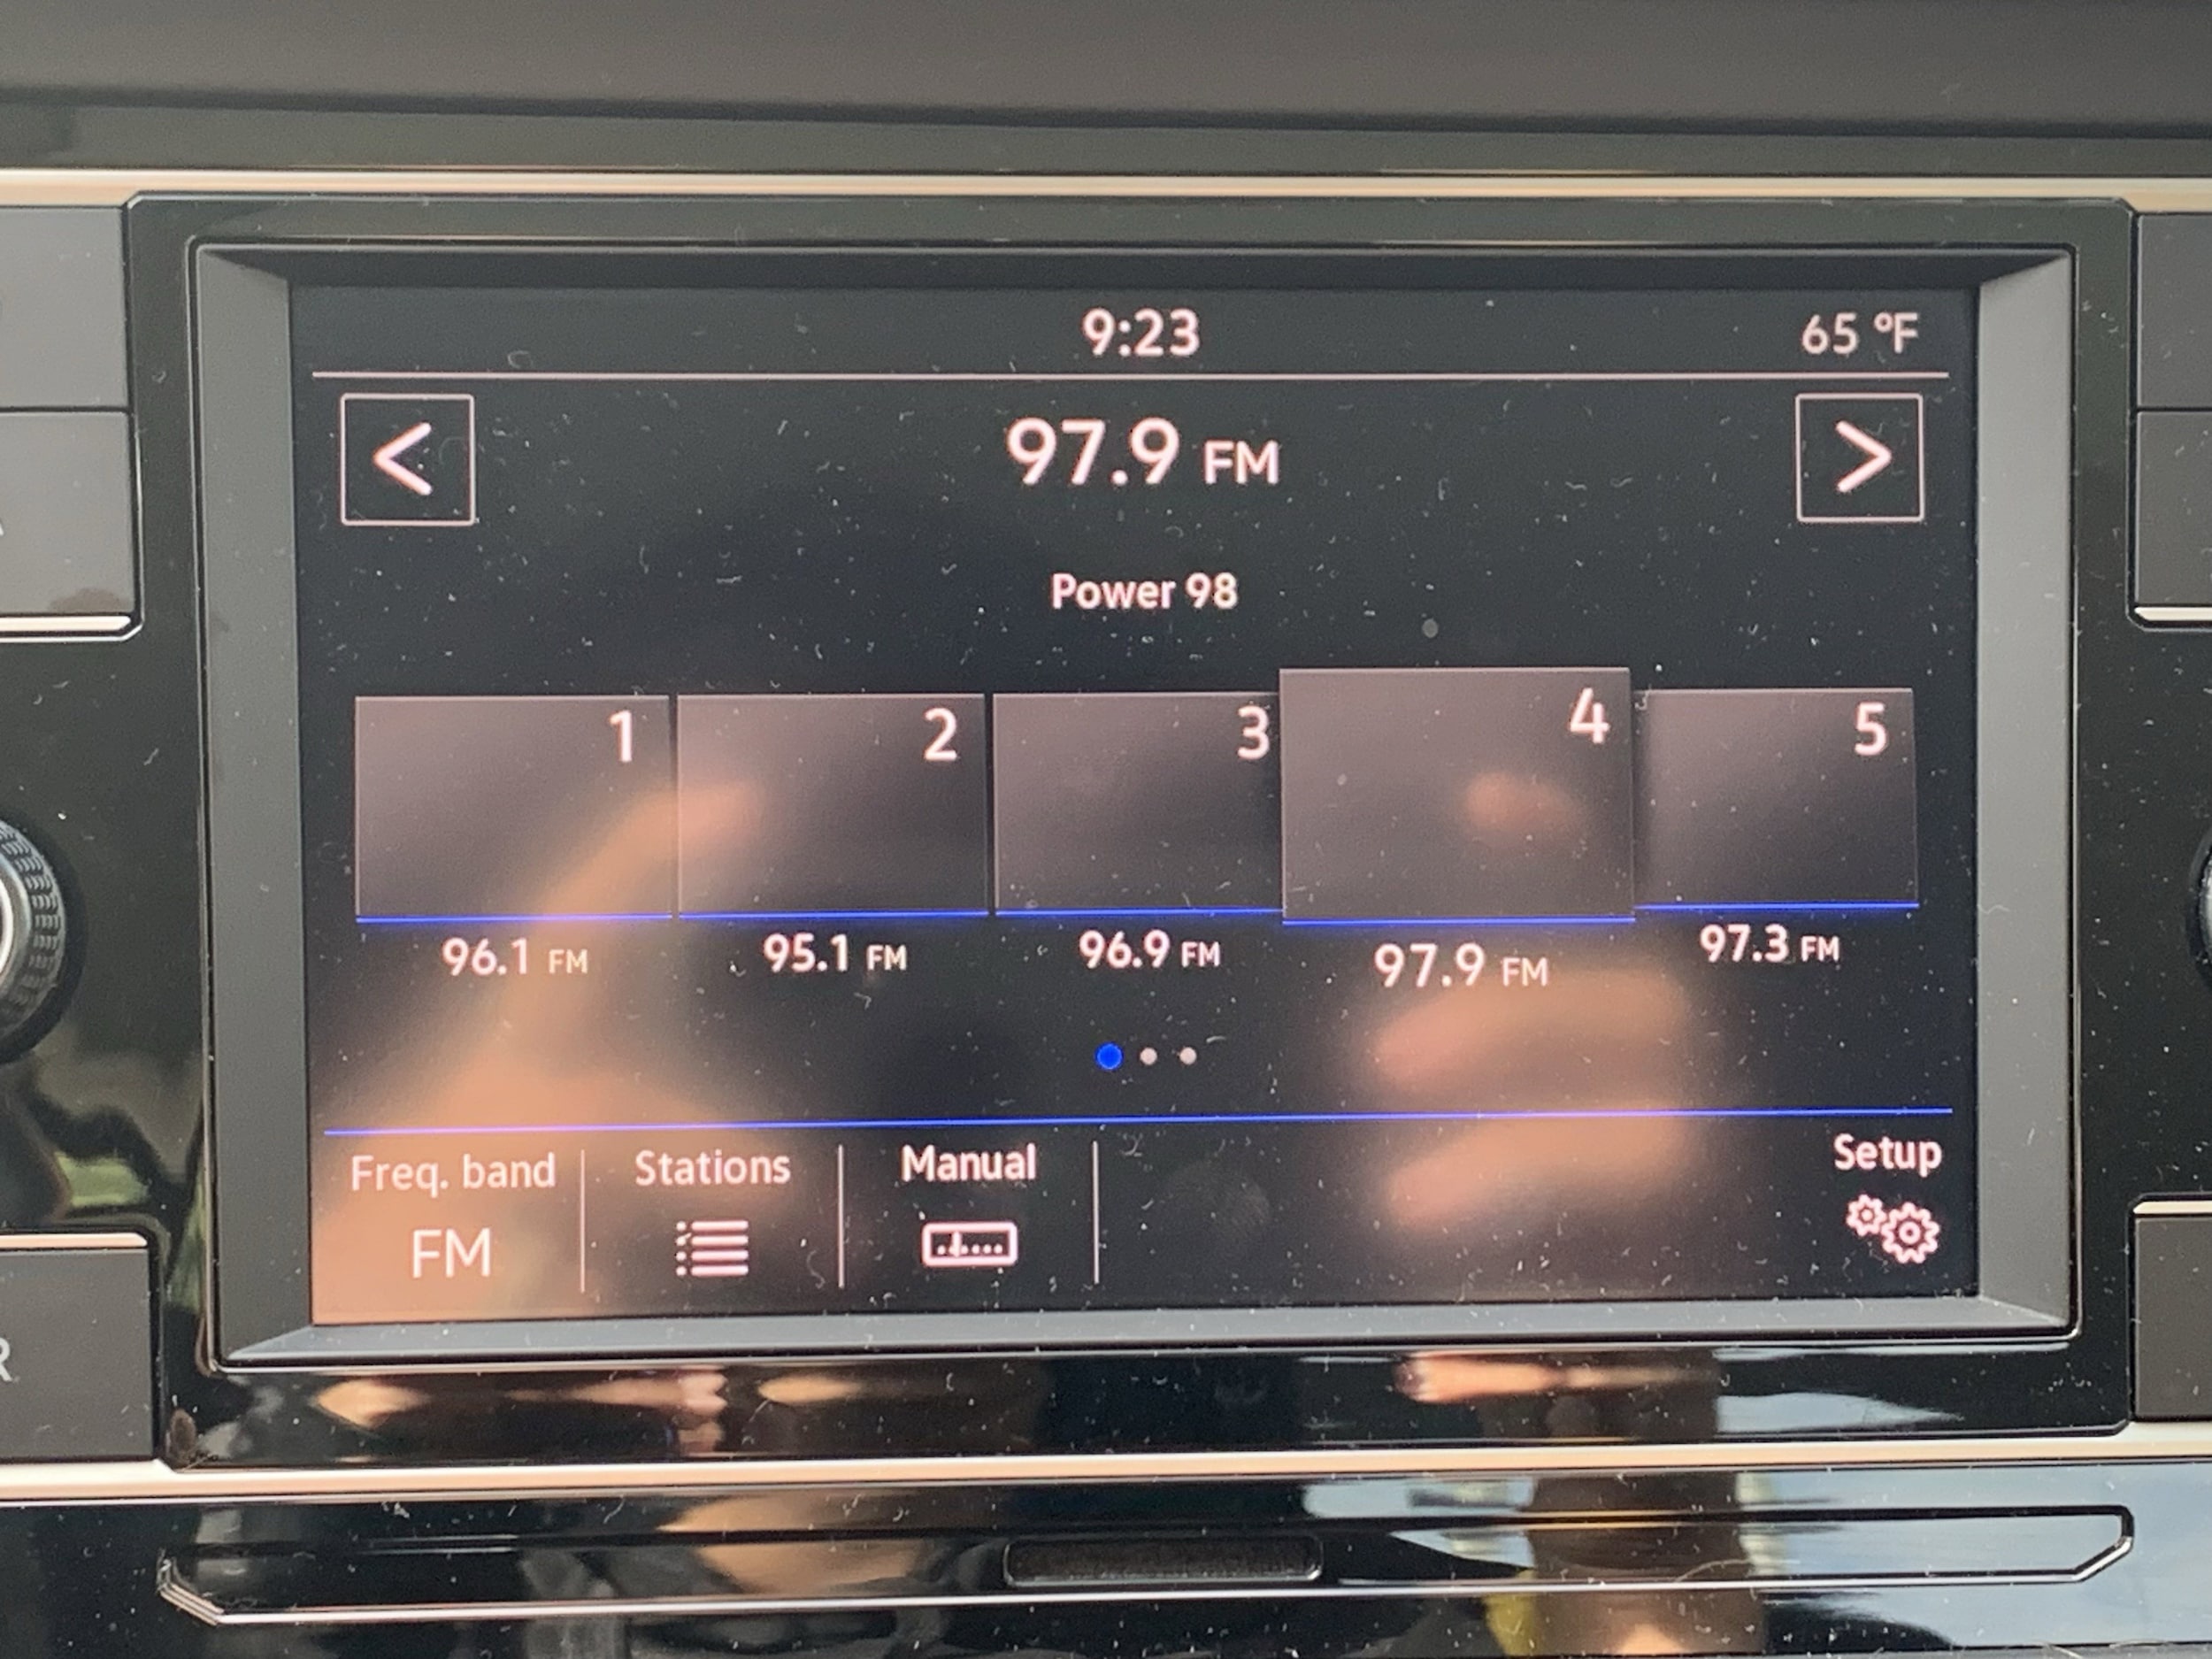 9:23
65 °F
<
97.9 FM
>
Power 98
1 2 3 4 5
96.1 FM 95.1 FM 96.9 FM 97.9 FM 97.3 FM
Freq. band Stations Manual Setup
FM
R